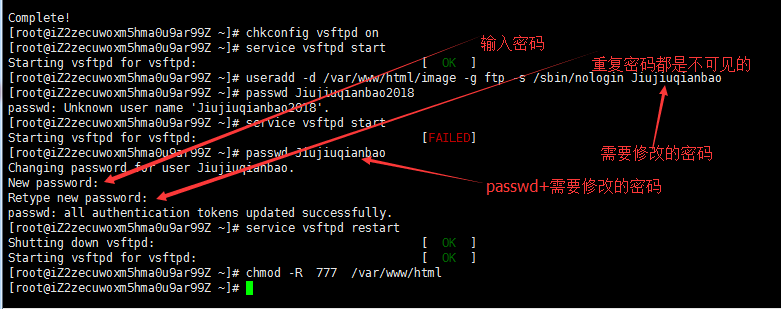 Complete!
[root@iZ2zecuwoxm5hma0u9ar99Z ~]# chkconfig vsftpd on
[root@iZ2zecuwoxm5hma0u9ar99Z ~]# service vsftpd start
输入密码
Starting vsftpd for vsftpd: [ OK ]
重复密码都是不可见的
[root@iZ2zecuwoxm5hma0u9ar99Z ~]# useradd -d /var/www/html/image -g ftp -s /sbin/nologin Jiujiuqianbao
[root@iZ2zecuwoxm5hma0u9ar99Z ~]# passwd Jiujiuqianbao2018
passwd: Unknown user name 'Jiujiuqianbao2018'.
[root@iZ2zecuwoxm5hma0u9ar99Z ~]# service vsftpd start
Starting vsftpd for vsftpd: [FAILED]
需要修改的密码
[root@iZ2zecuwoxm5hma0u9ar99Z ~]# passwd Jiujiuqianbao
Changing password for user Jiujiuqianbao.
New password:
passwd+需要修改的密码
Retype new password:
passwd: all authentication tokens updated successfully.
[root@iZ2zecuwoxm5hma0u9ar99Z ~]# service vsftpd restart
Shutting down vsftpd: [ OK ]
Starting vsftpd for vsftpd: [ OK ]
[root@iZ2zecuwoxm5hma0u9ar99Z ~]# chmod -R 777 /var/www/html
[root@iZ2zecuwoxm5hma0u9ar99Z ~]#